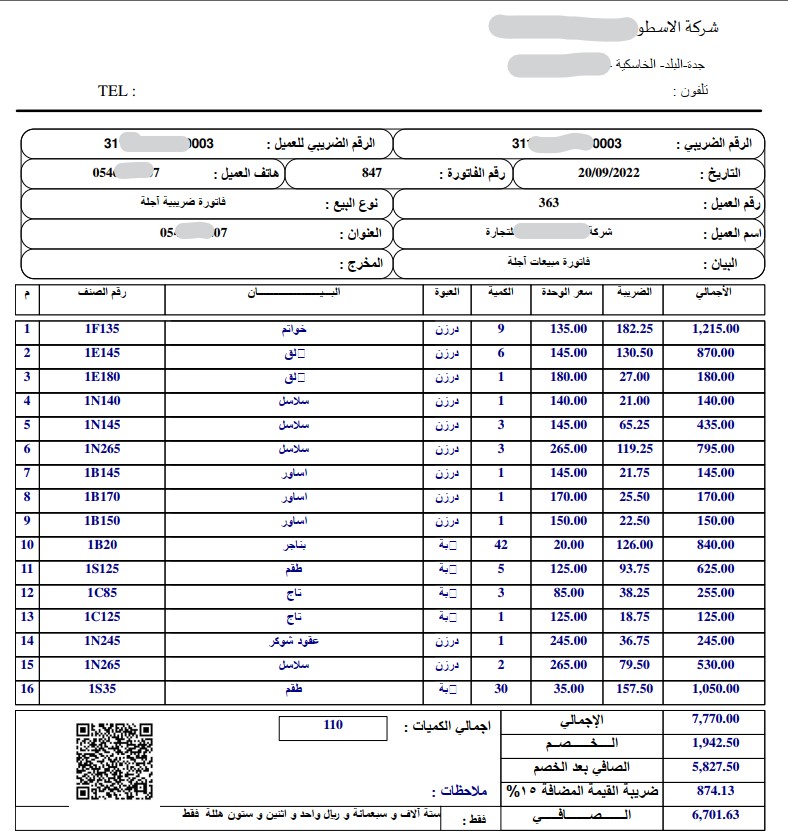 شركة الاسطو
جدة-البلد- الخاسكية -
تلفون : TEL :
الرقم الضريبي : 31 0003 الرقم الضريبي للعميل : 31 0003
التاريخ : 20/09/2022 رقم الفاتورة : 847 هاتف العميل : 054 7
رقم العميل : 363 نوع البيع : فاتورة ضريبية آجلة
اسم العميل : شركة لتجارة العنوان : 05 07
البيان : فاتورة مبيعات آجلة المخرج :
م رقم الصنف البـيـــــــان العبوة الكمية سعر الوحدة الضريبة الأجمالي
1 1F135 خواتم درزن 9 135.00 182.25 1,215.00
2 1E145 لق درزن 6 145.00 130.50 870.00
3 1E180 لق درزن 1 180.00 27.00 180.00
4 1N140 سلاسل درزن 1 140.00 21.00 140.00
5 1N145 سلاسل درزن 3 145.00 65.25 435.00
6 1N265 سلاسل درزن 3 265.00 119.25 795.00
7 1B145 اساور درزن 1 145.00 21.75 145.00
8 1B170 اساور درزن 1 170.00 25.50 170.00
9 1B150 اساور درزن 1 150.00 22.50 150.00
10 1B20 بناجر بة 42 20.00 126.00 840.00
11 1S125 طقم بة 5 125.00 93.75 625.00
12 1C85 تاج بة 3 85.00 38.25 255.00
13 1C125 تاج بة 1 125.00 18.75 125.00
14 1N245 عقود شوكر درزن 1 245.00 36.75 245.00
15 1N265 سلاسل درزن 2 265.00 79.50 530.00
16 1S35 طقم بة 30 35.00 157.50 1,050.00
اجمالي الكميات : 110
الإجمالي 7,770.00
الـــخـــصـــم 1,942.50
الصافي بعد الخصم 5,827.50
ملاحظات :
ضريبة القيمة المضافة ١٥% 874.13
الـــصـــافـــي 6,701.63
فقط : ستة آلاف و سبعمائة و ريال واحد و اثنين و ستون هللة فقط